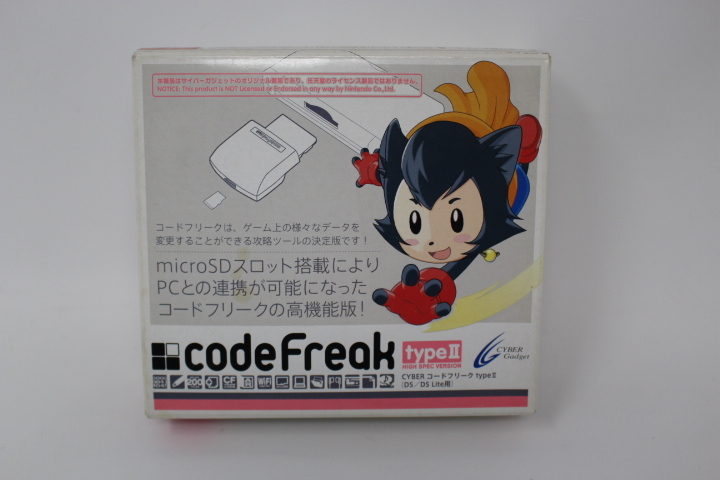 本製品はサイバーガジェットのオリジナル製品であり、任天堂のライセンス製品ではありません。
NOTICE: This product is NOT Licensed or Endorsed in any way by Nintendo Co.,Ltd.
コードフリークは、ゲーム上の様々なデータを
変更することができる攻略ツールの決定版です!
microSDスロット搭載により
PCとの連携が可能になった
コードフリークの高機能版!
codeFreak
typeII
HIGH SPEC VERSION
CYBER
Gadget
200
CF
WiFi
CYBER コードフリーク typeII
(DS/DS Lite用)